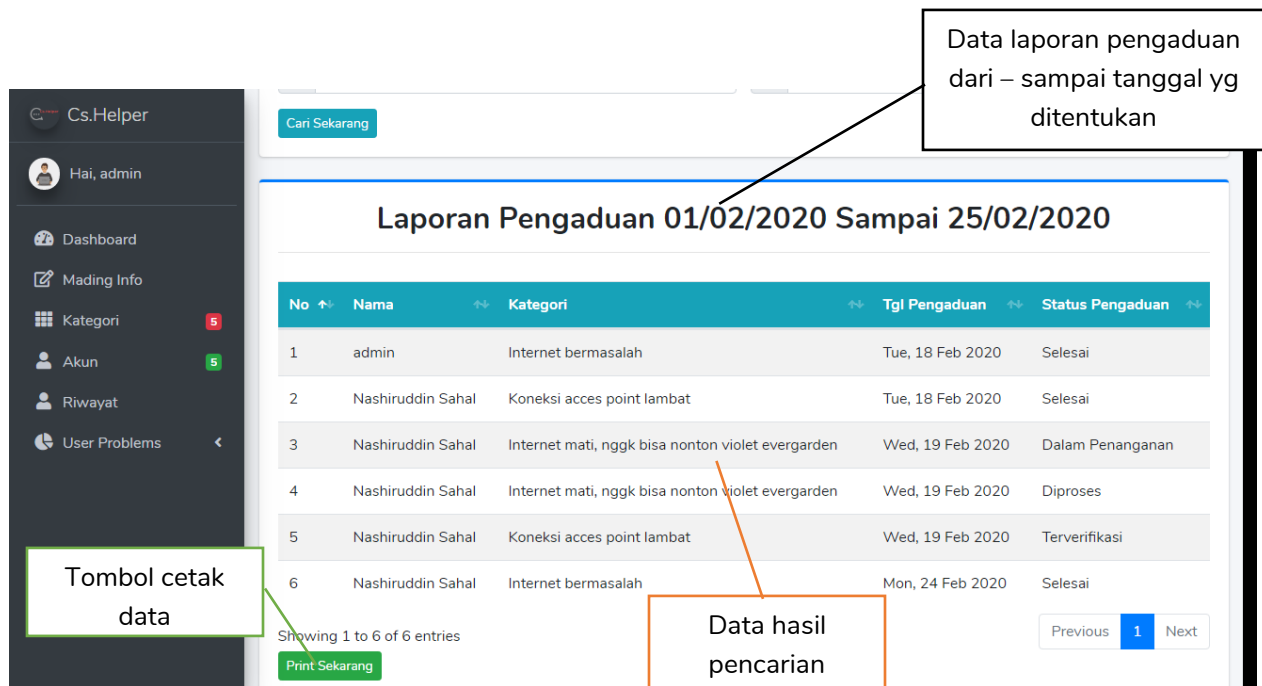 Data laporan pengaduan
dari – sampai tanggal yg
ditentukan
Cs.Helper
Hai, admin
Dashboard
Mading Info
Kategori 5
Akun 5
Riwayat
User Problems
Cari Sekarang
Laporan Pengaduan 01/02/2020 Sampai 25/02/2020
No Nama Kategori Tgl Pengaduan Status Pengaduan
1 admin Internet bermasalah Tue, 18 Feb 2020 Selesai
2 Nashiruddin Sahal Koneksi acces point lambat Tue, 18 Feb 2020 Selesai
3 Nashiruddin Sahal Internet mati, nggk bisa nonton violet evergarden Wed, 19 Feb 2020 Dalam Penanganan
4 Nashiruddin Sahal Internet mati, nggk bisa nonton violet evergarden Wed, 19 Feb 2020 Diproses
5 Nashiruddin Sahal Koneksi acces point lambat Wed, 19 Feb 2020 Terverifikasi
6 Nashiruddin Sahal Internet bermasalah Mon, 24 Feb 2020 Selesai
Showing 1 to 6 of 6 entries
Previous 1 Next
Print Sekarang
Tombol cetak
data
Data hasil
pencarian